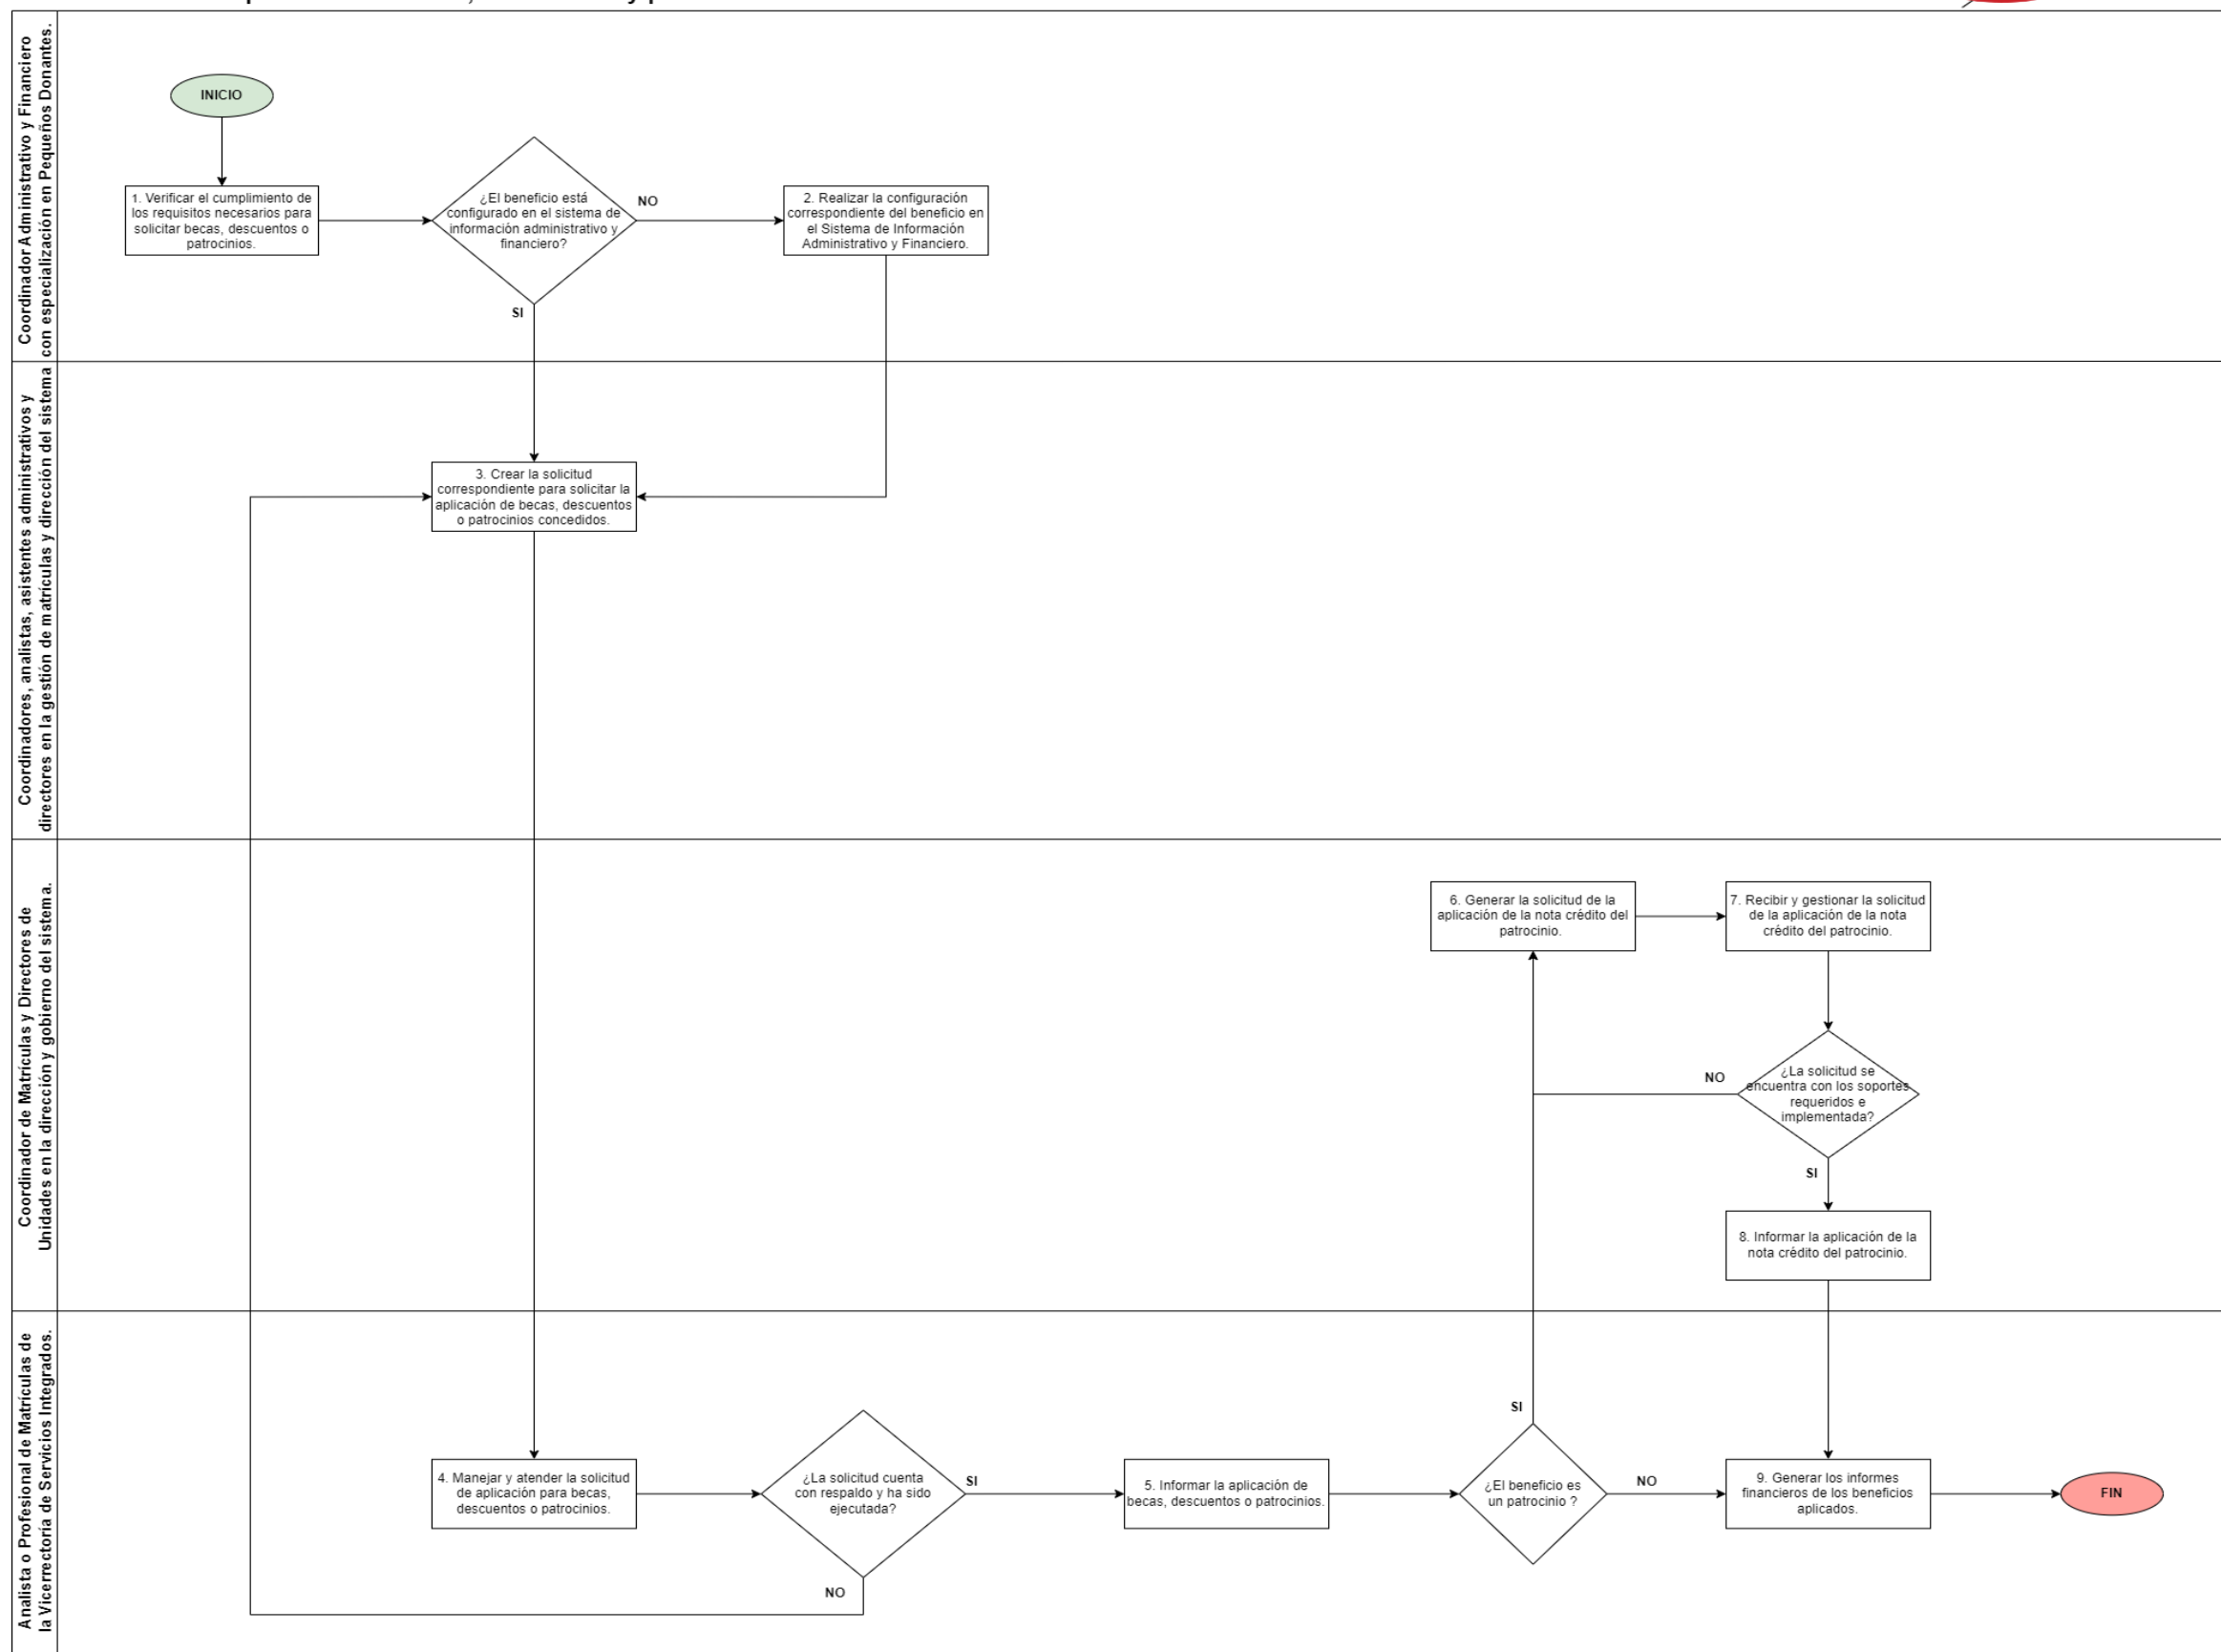 Coordinador Administrativo y Financiero
con especialización en Pequeños Donantes.
INICIO
1. Verificar el cumplimiento de
los requisitos necesarios para
solicitar becas, descuentos o
patrocinios.
¿El beneficio está
configurado en el sistema de
información administrativo y
financiero?
NO
2. Realizar la configuración
correspondiente del beneficio en
el Sistema de Información
Administrativo y Financiero.
SI
Coordinadores, analistas, asistentes administrativos y
directores en la gestión de matrículas y dirección del sistema
3. Crear la solicitud
correspondiente para solicitar la
aplicación de becas, descuentos
o patrocinios concedidos.
Coordinador de Matrículas y Directores de
Unidades en la dirección y gobierno del sistema.
6. Generar la solicitud de la
aplicación de la nota crédito del
patrocinio.
7. Recibir y gestionar la solicitud
de la aplicación de la nota
crédito del patrocinio.
NO
¿La solicitud se
encuentra con los soportes
requeridos e
implementada?
SI
8. Informar la aplicación de la
nota crédito del patrocinio.
Analista o Profesional de Matrículas de
la Vicerrectoría de Servicios Integrados.
4. Manejar y atender la solicitud
de aplicación para becas,
descuentos o patrocinios.
¿La solicitud cuenta
con respaldo y ha sido
ejecutada?
SI
NO
5. Informar la aplicación de
becas, descuentos o patrocinios.
SI
¿El beneficio es
un patrocinio ?
NO
9. Generar los informes
financieros de los beneficios
aplicados.
FIN